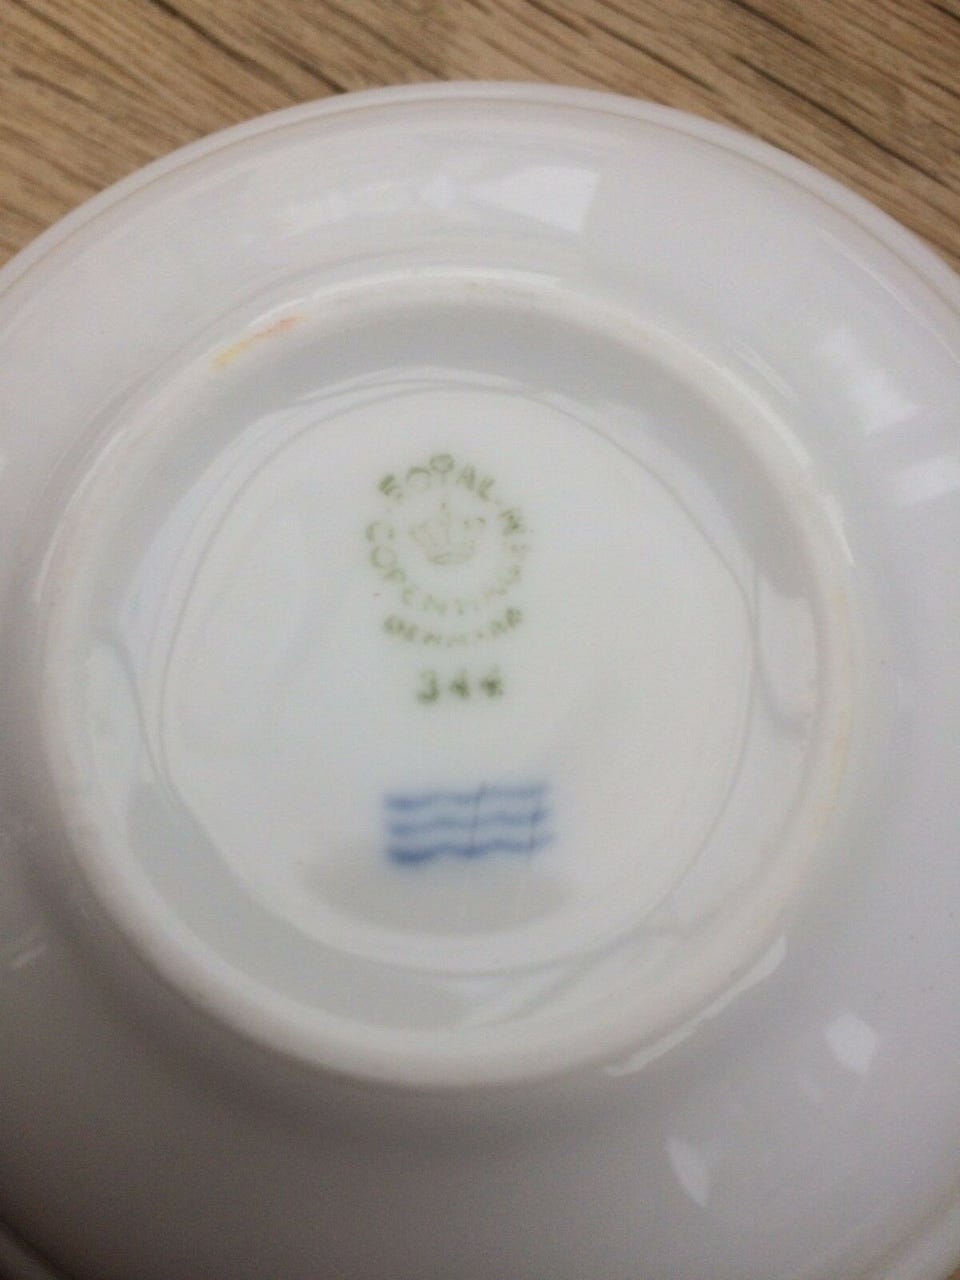 ROYAL
COPENHAGEN
DENMARK
344